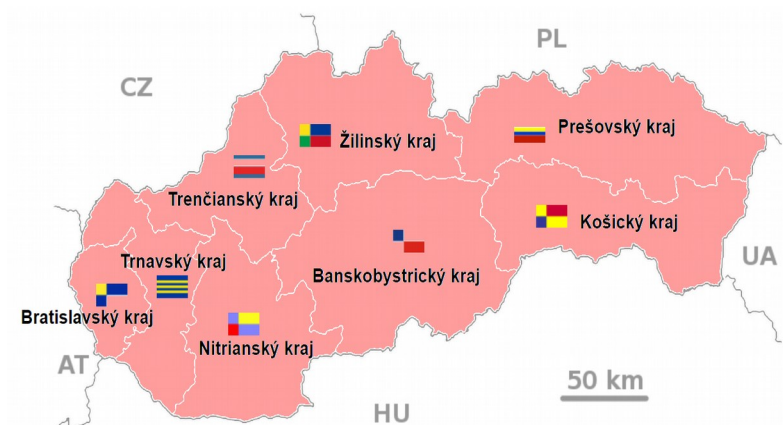 PL
CZ
Prešovský kraj
Žilinský kraj
Trenčianský kraj
Košický kraj
UA
Trnavský kraj
Banskobystrický kraj
Bratislavský kraj
Nitrianský kraj
AT
50 km
HU